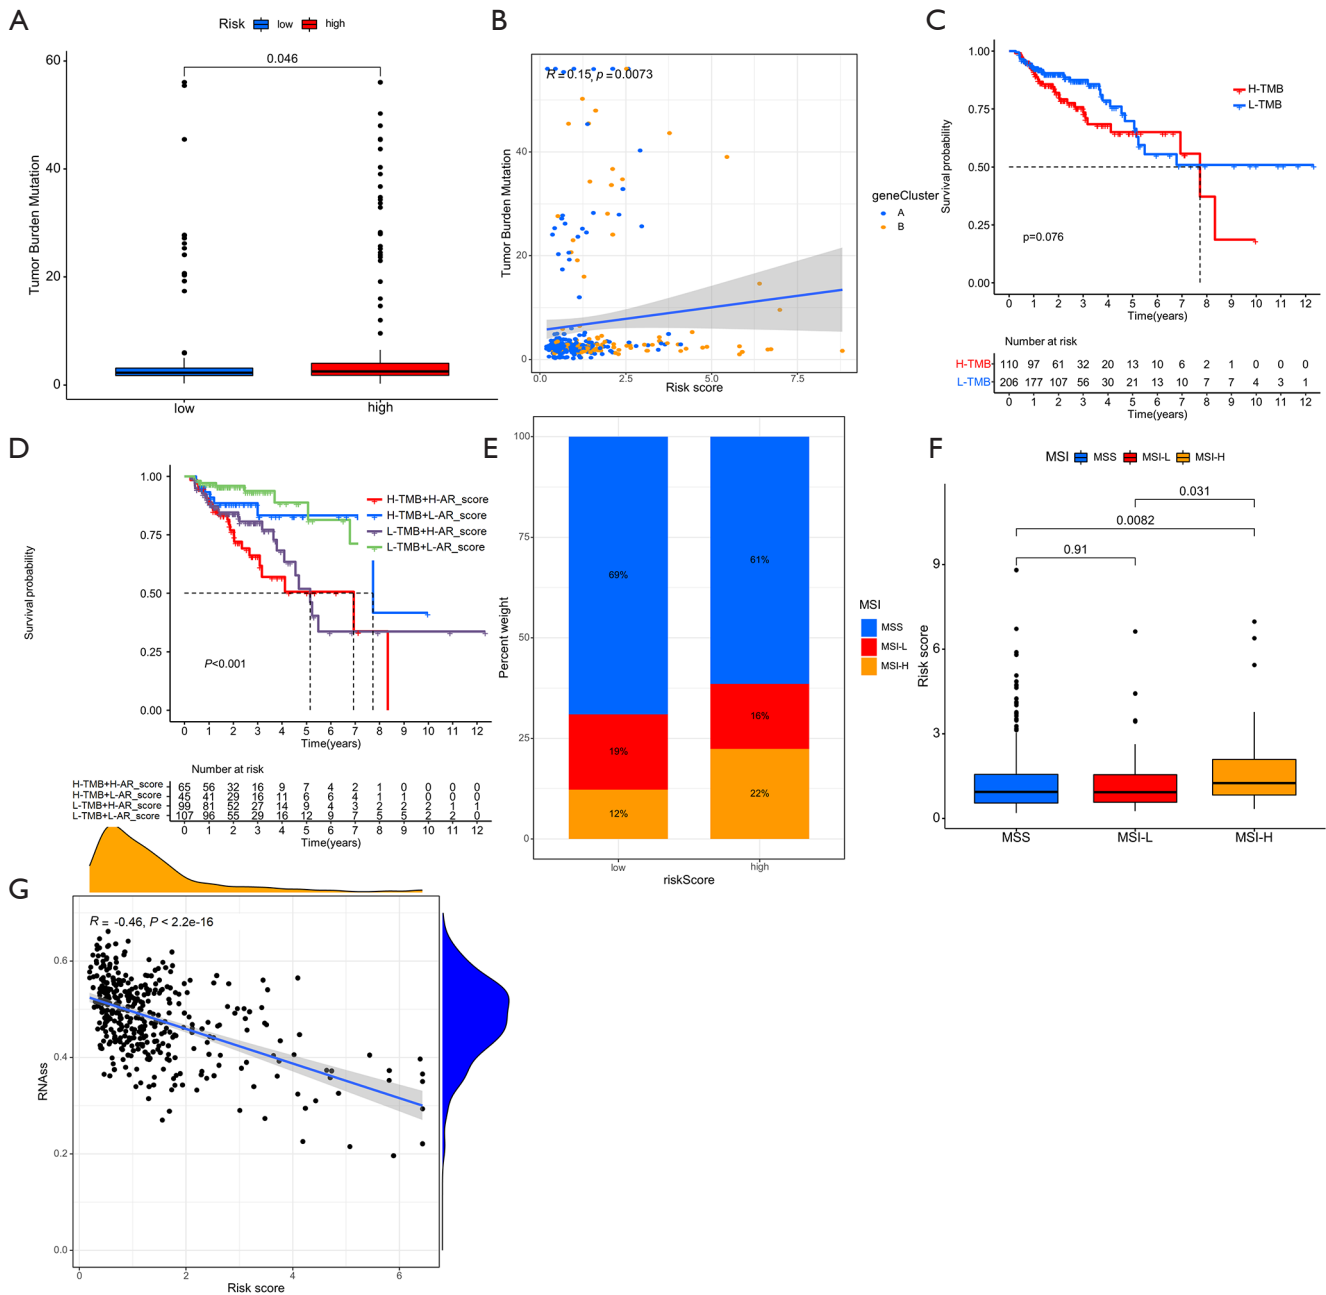 A
Risk low high
0.046
60
40
20
0
Tumor Burden Mutation
low high
B
R = 0.15, p = 0.0073
40
20
0
Tumor Burden Mutation
0.0 2.5 5.0 7.5
Risk score
geneCluster
A
B
C
1.00
0.75
0.50
0.25
0.00
Survival probability
H-TMB
L-TMB
p=0.076
0 1 2 3 4 5 6 7 8 9 10 11 12
Time(years)
Number at risk
H-TMB 110 97 61 32 20 13 10 6 2 1 0 0 0
L-TMB 206 177 107 56 30 21 13 10 7 7 4 3 1
0 1 2 3 4 5 6 7 8 9 10 11 12
Time(years)
D
1.00
0.75
0.50
0.25
0.00
Survival probability
H-TMB+H-AR_score
H-TMB+L-AR_score
L-TMB+H-AR_score
L-TMB+L-AR_score
P<0.001
0 1 2 3 4 5 6 7 8 9 10 11 12
Time(years)
Number at risk
H-TMB+H-AR_score 65 56 32 16 9 7 4 2 1 0 0 0 0
H-TMB+L-AR_score 45 41 29 16 11 6 6 4 1 1 0 0 0
L-TMB+H-AR_score 99 81 52 27 14 9 4 3 2 2 2 1 1
L-TMB+L-AR_score 107 96 55 29 16 12 9 7 5 5 2 2 0
0 1 2 3 4 5 6 7 8 9 10 11 12
Time(years)
E
100
75
50
25
0
Percent weight
69%
19%
12%
61%
16%
22%
low high
riskScore
MSI
MSS
MSI-L
MSI-H
F
MSI MSS MSI-L MSI-H
0.031
0.0082
0.91
9
6
3
0
Risk score
MSS MSI-L MSI-H
G
R = -0.46, P < 2.2e-16
0.6
0.4
0.2
0.0
RNAss
0 2 4 6
Risk score